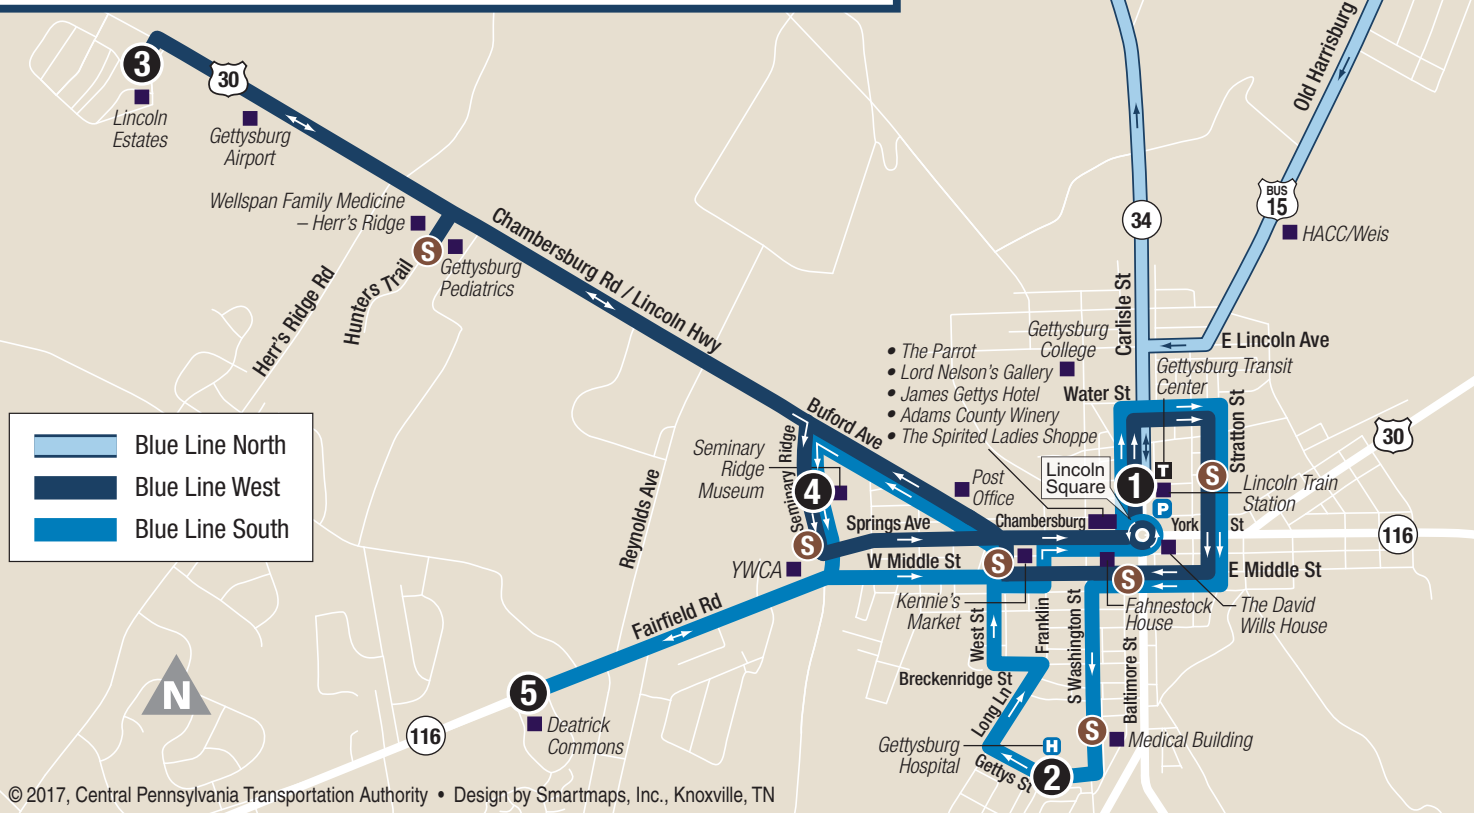 3
30
Lincoln
Estates
Gettysburg
Airport
Wellspan Family Medicine
– Herr's Ridge
S
Gettysburg
Pediatrics
Hunters Trail
Herr's Ridge Rd
Chambersburg Rd / Lincoln Hwy
Old Harrisburg
BUS
15
HACC/Weis
34
Carlisle St
E Lincoln Ave
Gettysburg
College
Gettysburg Transit
Center
Water St
• The Parrot
• Lord Nelson's Gallery
• James Gettys Hotel
• Adams County Winery
• The Spirited Ladies Shoppe
Buford Ave
Blue Line North
Blue Line West
Blue Line South
Seminary
Ridge
Museum
Seminary Ridge
4
Reynolds Ave
Post
Office
Lincoln
Square
1
T
P
S
Stratton St
30
Lincoln Train
Station
Springs Ave
Chambersburg
York
St
116
S
YWCA
W Middle St
S
S
E Middle St
Kennie's
Market
Fahnestock
House
The David
Wills House
West St
Franklin
S Washington St
Baltimore St
Fairfield Rd
Breckenridge St
Long Ln
5
Deatrick
Commons
116
N
Gettysburg
Hospital
H
S
Medical Building
Gettys St
2
© 2017, Central Pennsylvania Transportation Authority • Design by Smartmaps, Inc., Knoxville, TN